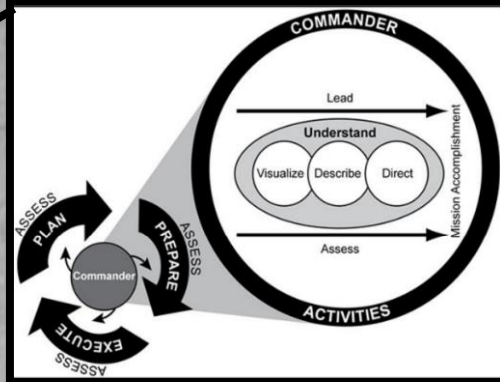 COMMANDER
Lead
Understand
Visualize
Describe
Direct
Mission Accomplishment
Assess
ACTIVITIES
ASSESS
PLAN
PREPARE
ASSESS
Commander
EXECUTE
ASSESS